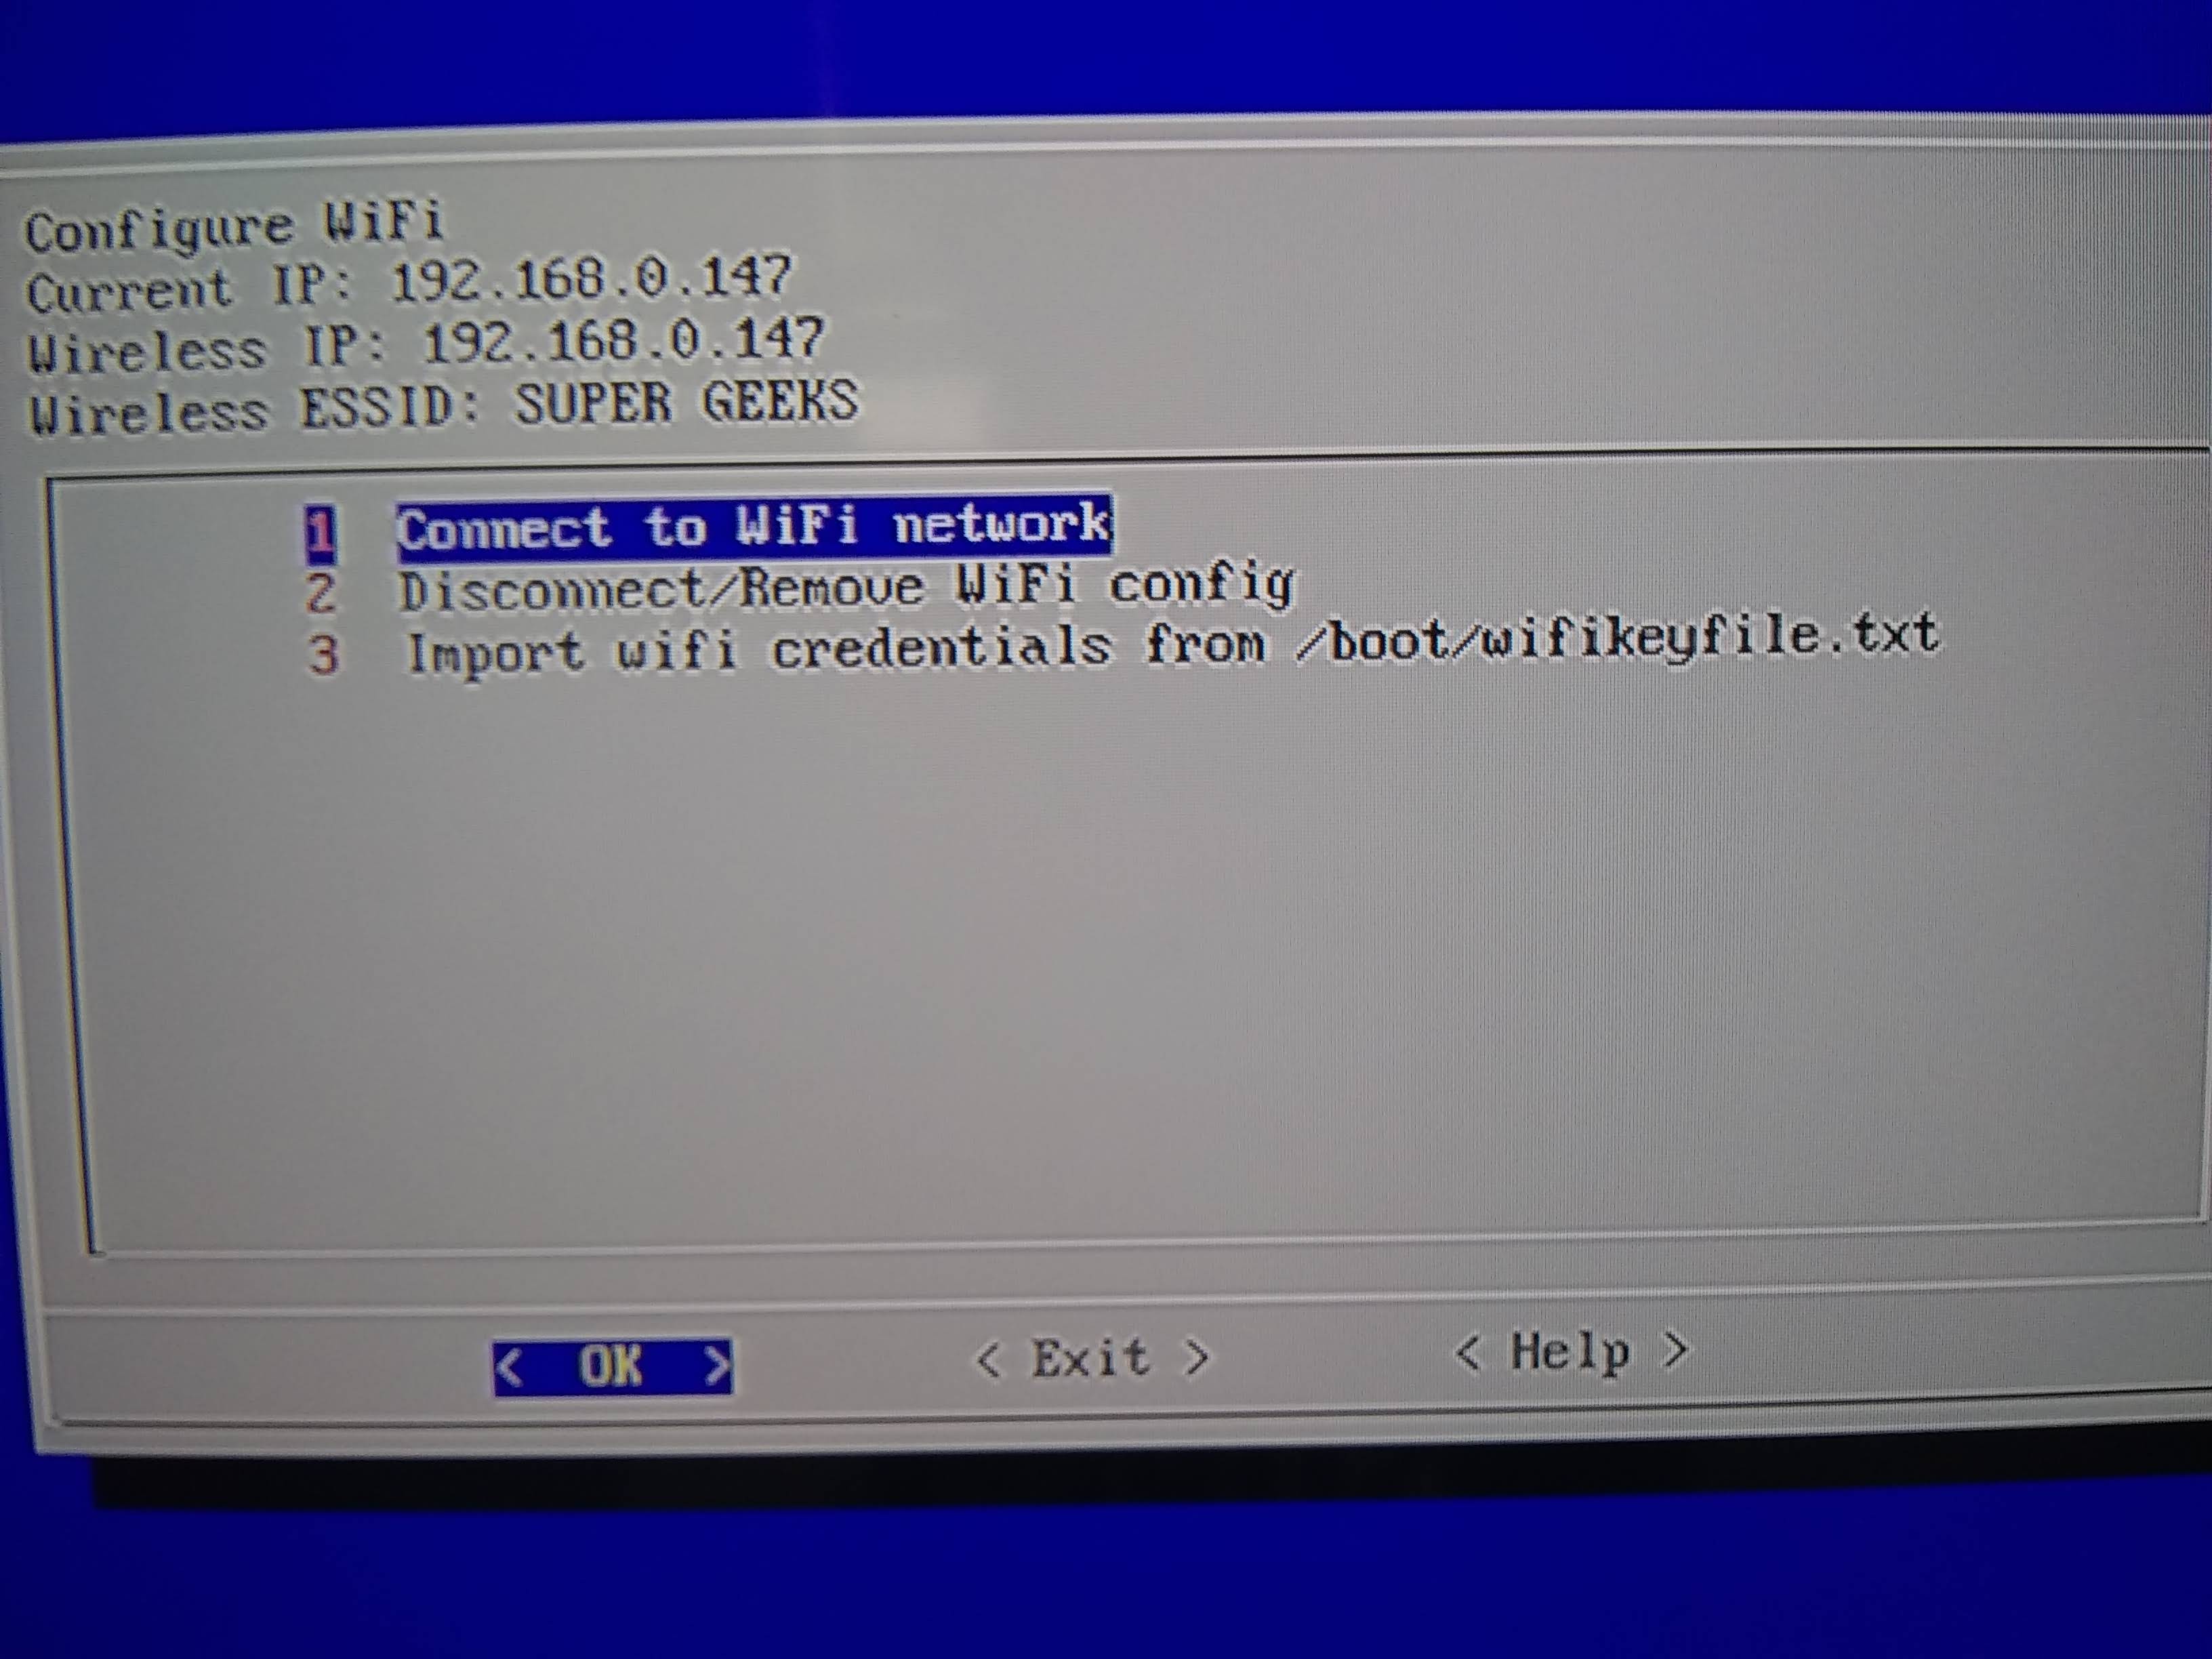 Configure WiFi
Current IP: 192.168.0.147
Wireless IP: 192.168.0.147
Wireless ESSID: SUPER GEEKS
1 Connect to WiFi network
2 Disconnect/Remove WiFi config
3 Import wifi credentials from /boot/wifikeyfile.txt
< OK > < Exit > < Help >